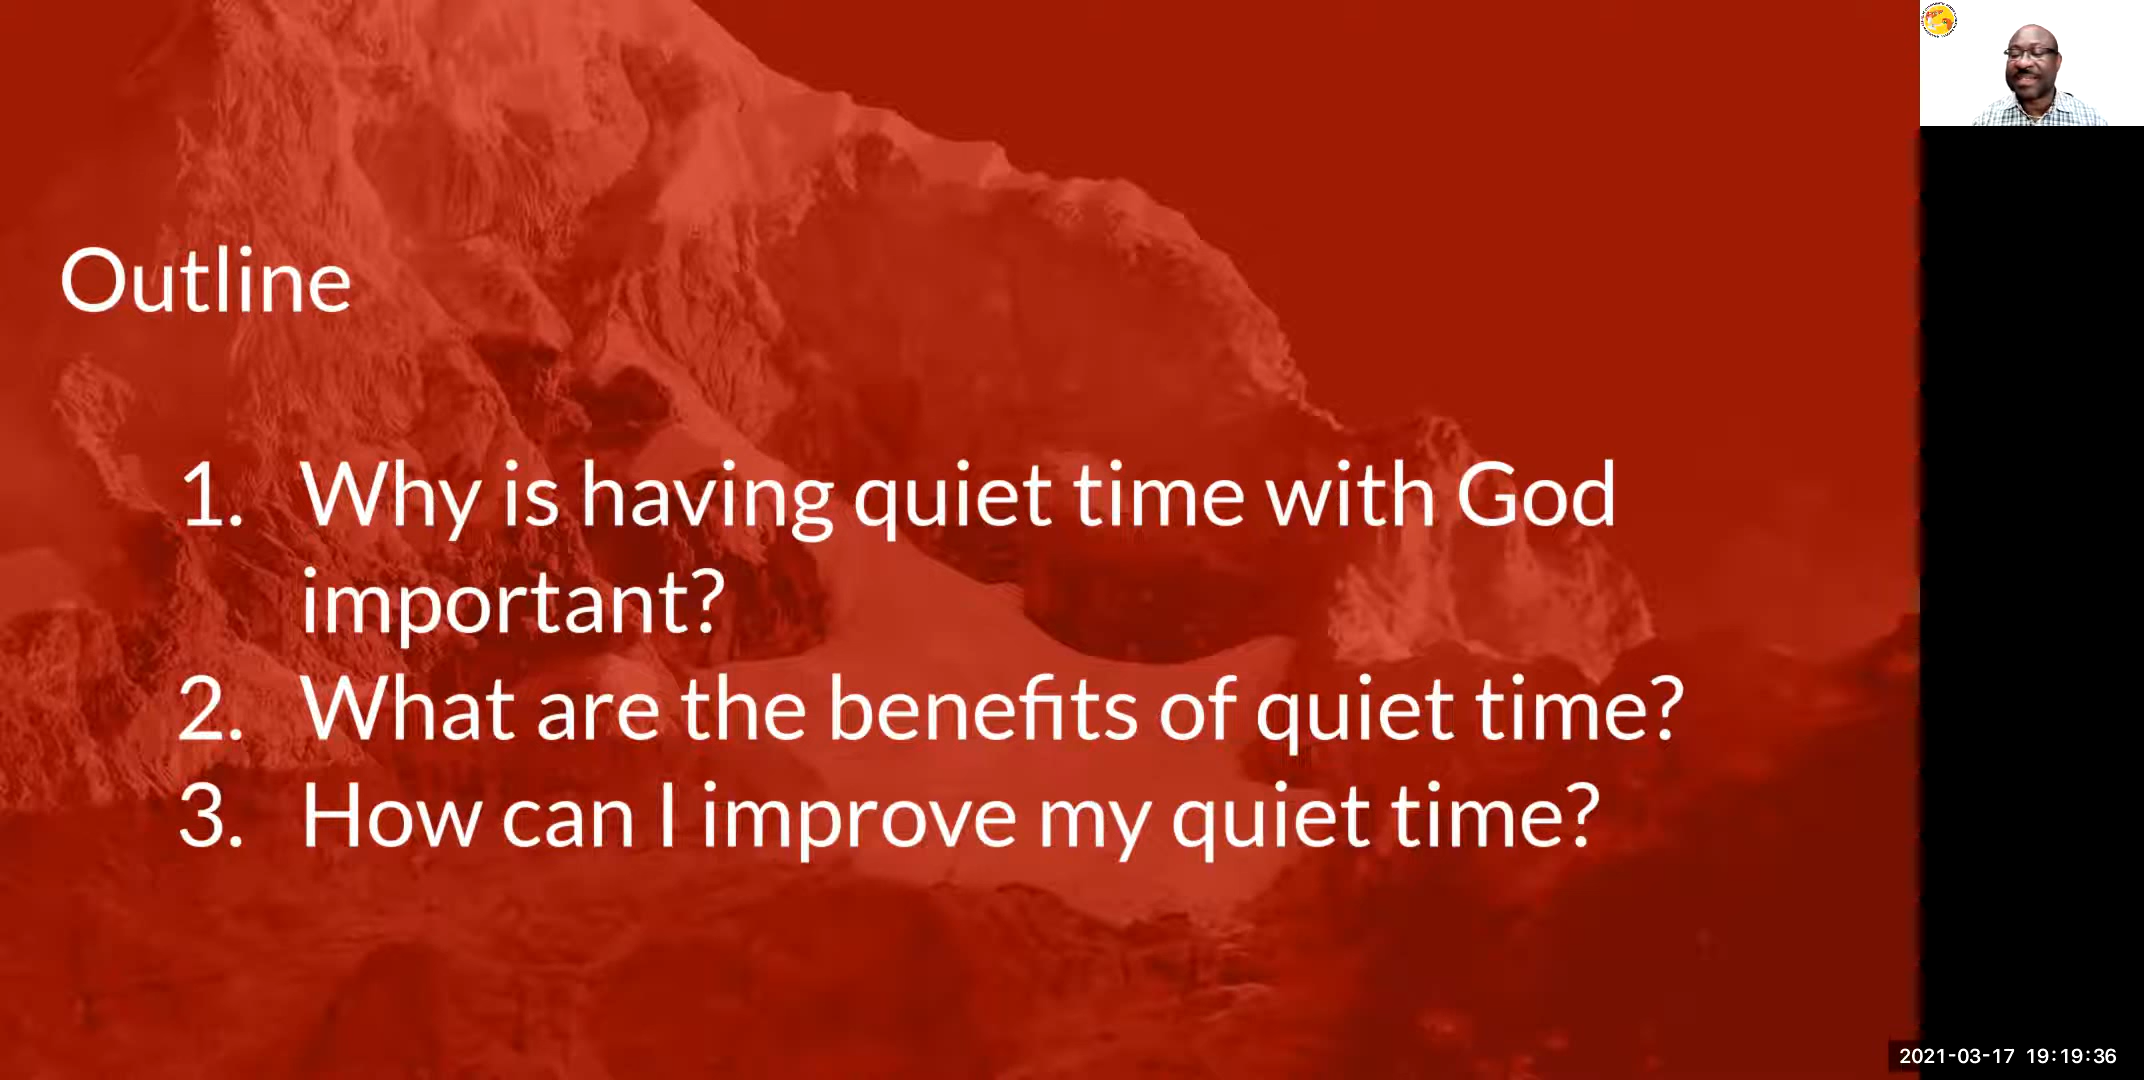 Outline
1. Why is having quiet time with God
important?
2. What are the benefits of quiet time?
3. How can I improve my quiet time?
2021-03-17 19:19:36